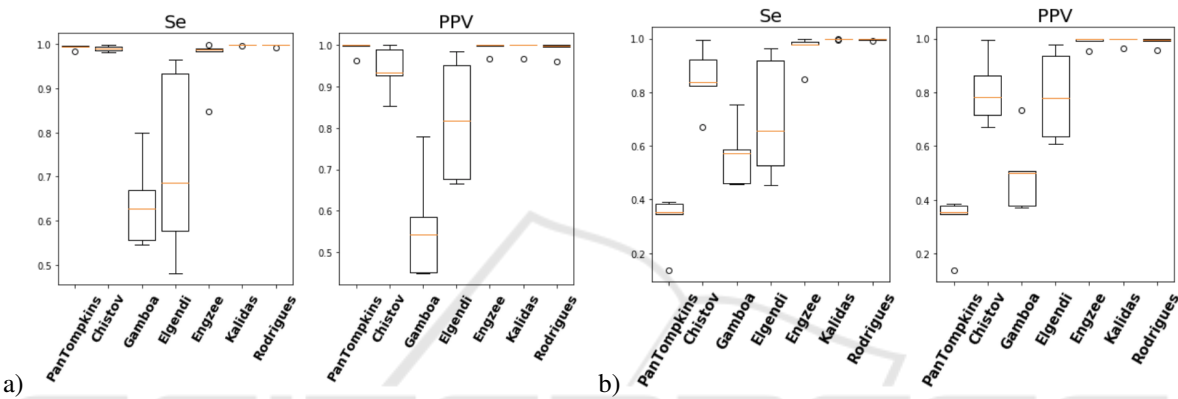 Se
PPV
1.0
0.9
0.8
0.7
0.6
0.5
1.0
0.9
0.8
0.7
0.6
0.5
PanTompkins
Chistov
Gamboa
Elgendi
Engzee
Kalidas
Rodrigues
PanTompkins
Chistov
Gamboa
Elgendi
Engzee
Kalidas
Rodrigues
a)
Se
PPV
1.0
0.8
0.6
0.4
0.2
1.0
0.8
0.6
0.4
0.2
PanTompkins
Chistov
Gamboa
Elgendi
Engzee
Kalidas
Rodrigues
PanTompkins
Chistov
Gamboa
Elgendi
Engzee
Kalidas
Rodrigues
b)